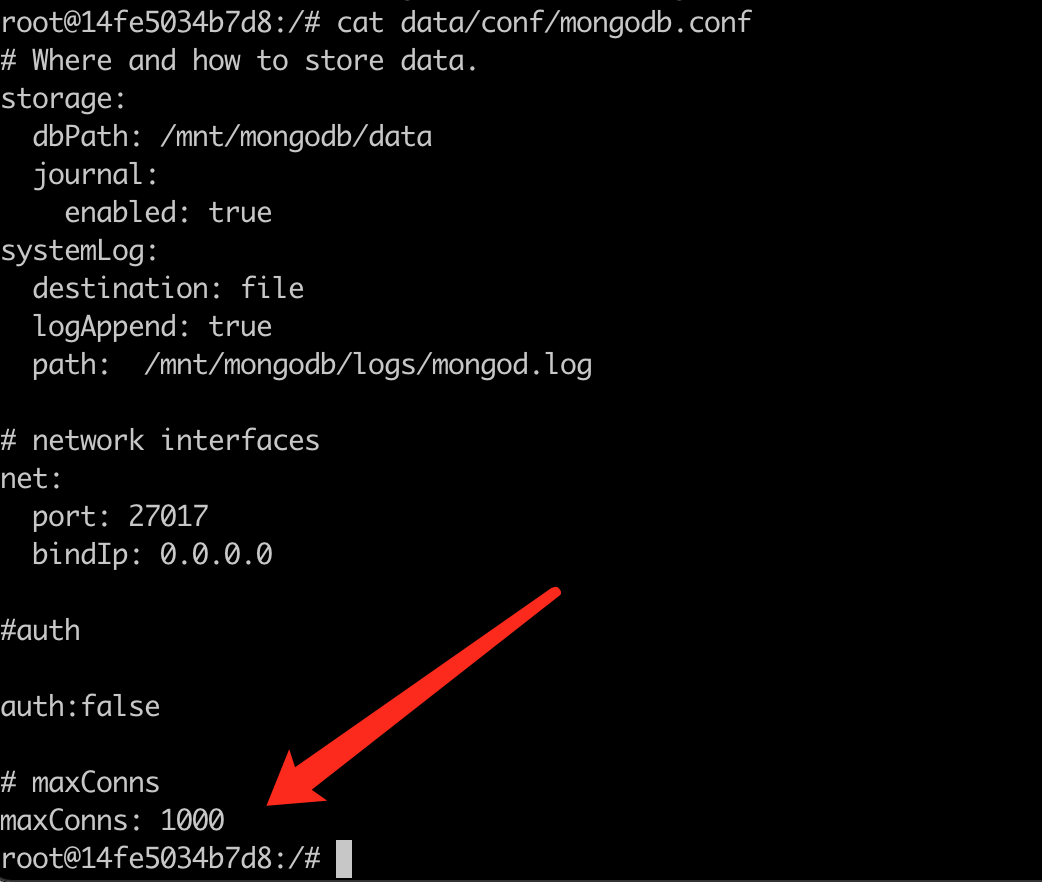 root@14fe5034b7d8:/# cat data/conf/mongodb.conf
# Where and how to store data.
storage:
  dbPath: /mnt/mongodb/data
  journal:
    enabled: true
systemLog:
  destination: file
  logAppend: true
  path:  /mnt/mongodb/logs/mongod.log

# network interfaces
net:
  port: 27017
  bindIp: 0.0.0.0

#auth

auth:false

# maxConns
maxConns: 1000
root@14fe5034b7d8:/#